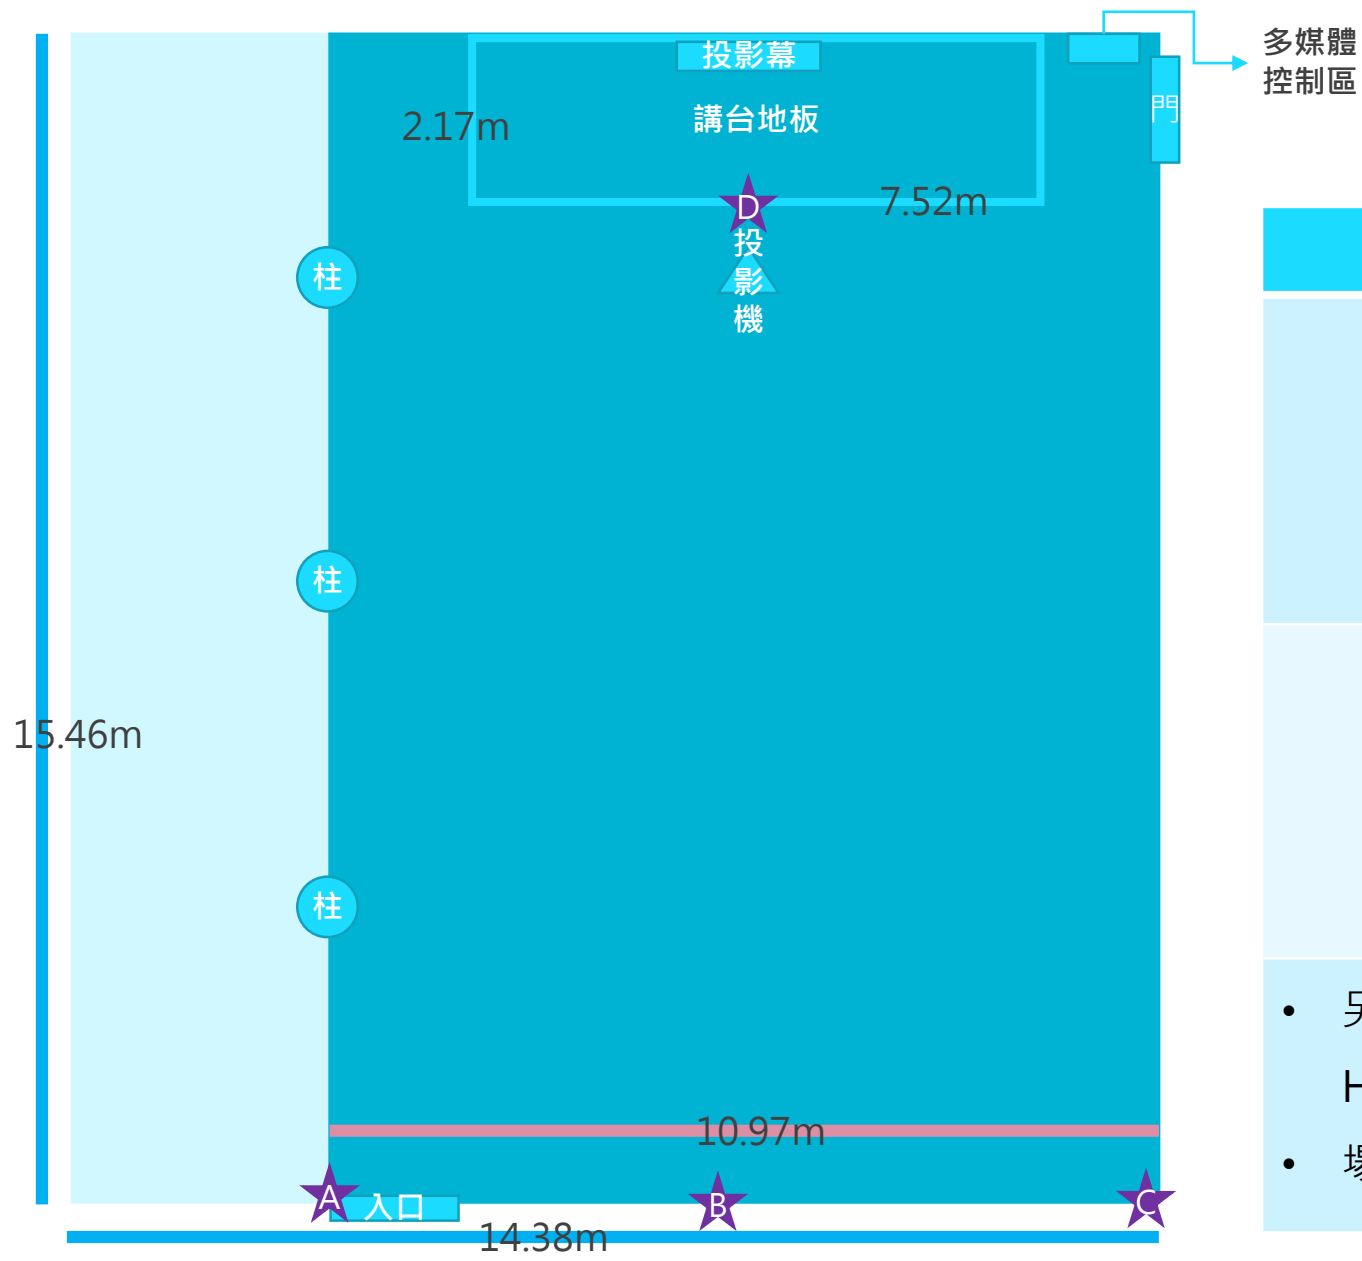 投影幕
多媒體
控制區
2.17m
講台地板
門
D
7.52m
投
影
機
柱
柱
15.46m
柱
•
H
•
10.97m
A
入口
B
C
14.38m